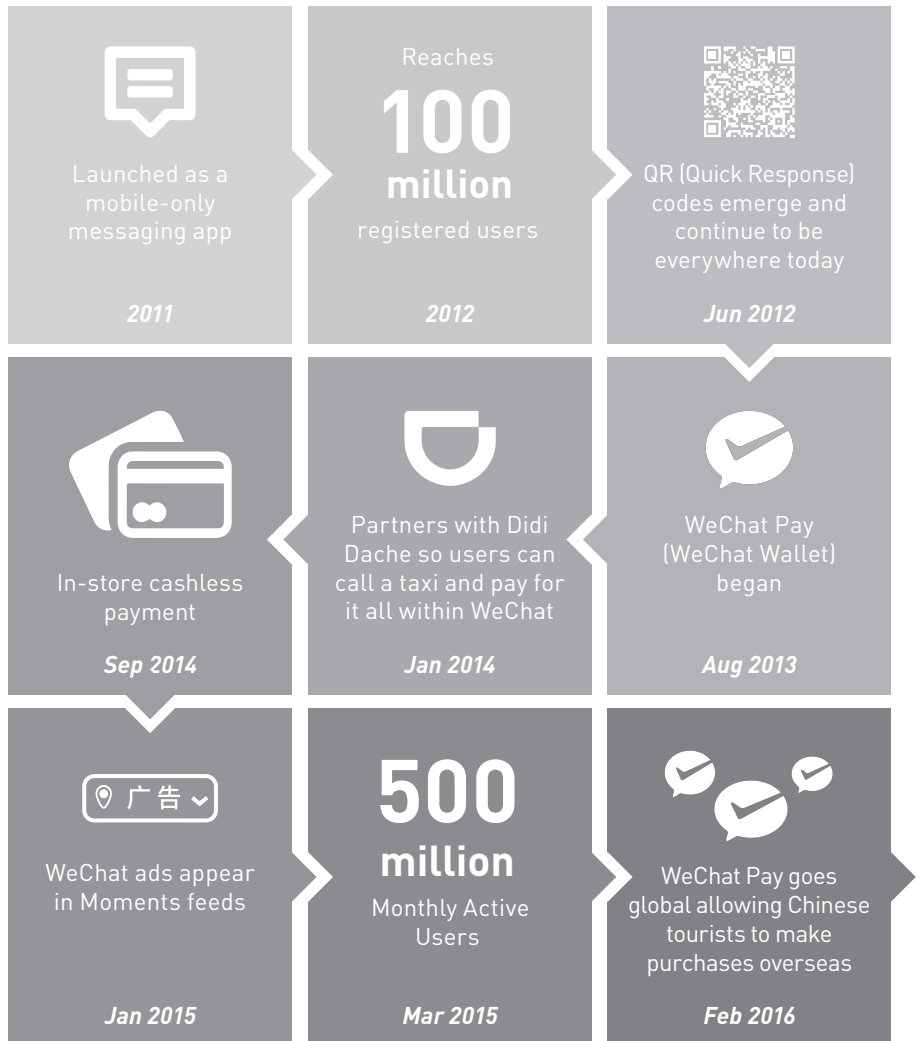 Launched as a
mobile-only
messaging app
2011
Reaches
100
million
registered users
2012
QR (Quick Response)
codes emerge and
continue to be
everywhere today
Jun 2012
WeChat Pay
(WeChat Wallet)
began
Aug 2013
Partners with Didi
Dache so users can
call a taxi and pay for
it all within WeChat
Jan 2014
In-store cashless
payment
Sep 2014
广告
WeChat ads appear
in Moments feeds
Jan 2015
500
million
Monthly Active
Users
Mar 2015
WeChat Pay goes
global allowing Chinese
tourists to make
purchases overseas
Feb 2016